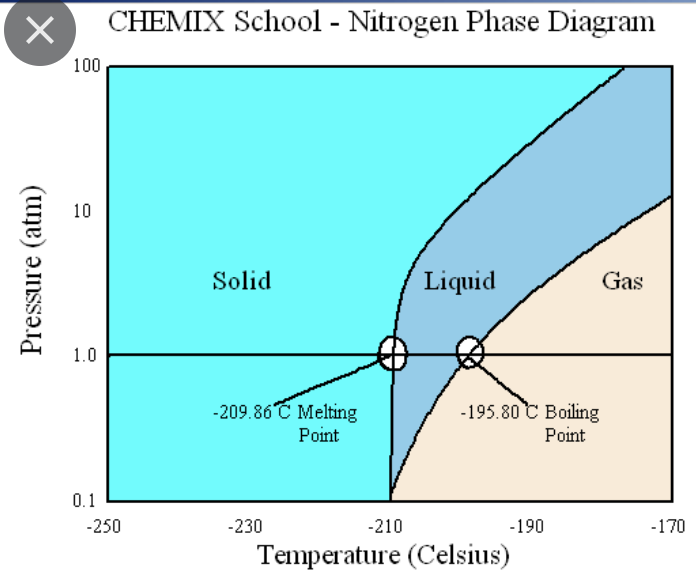 CHEMIX School - Nitrogen Phase Diagram
100
10
1.0
0.1
Pressure (atm)
Solid
Liquid
Gas
-209.86 C Melting
Point
-195.80 C Boiling
Point
-250
-230
-210
-190
-170
Temperature (Celsius)